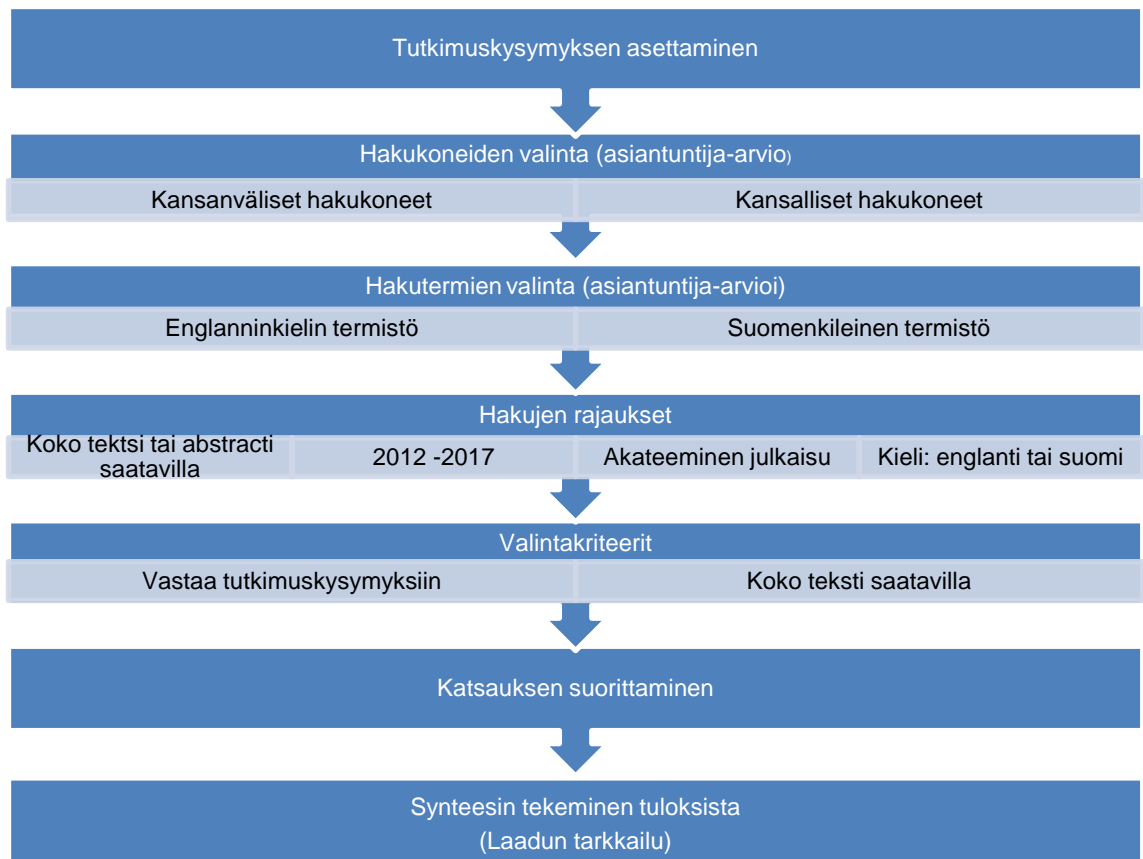 Tutkimuskysymyksen asettaminen
Hakukoneiden valinta (asiantuntija-arvio)
Kansanväliset hakukoneet
Kansalliset hakukoneet
Hakutermien valinta (asiantuntija-arvioi)
Englanninkielin termistö
Suomenkileinen termistö
Hakujen rajaukset
Koko tektsi tai abstracti
saatavilla
2012 -2017
Akateeminen julkaisu
Kieli: englanti tai suomi
Valintakriteerit
Vastaa tutkimuskysymyksiin
Koko teksti saatavilla
Katsauksen suorittaminen
Synteesin tekeminen tuloksista
(Laadun tarkkailu)